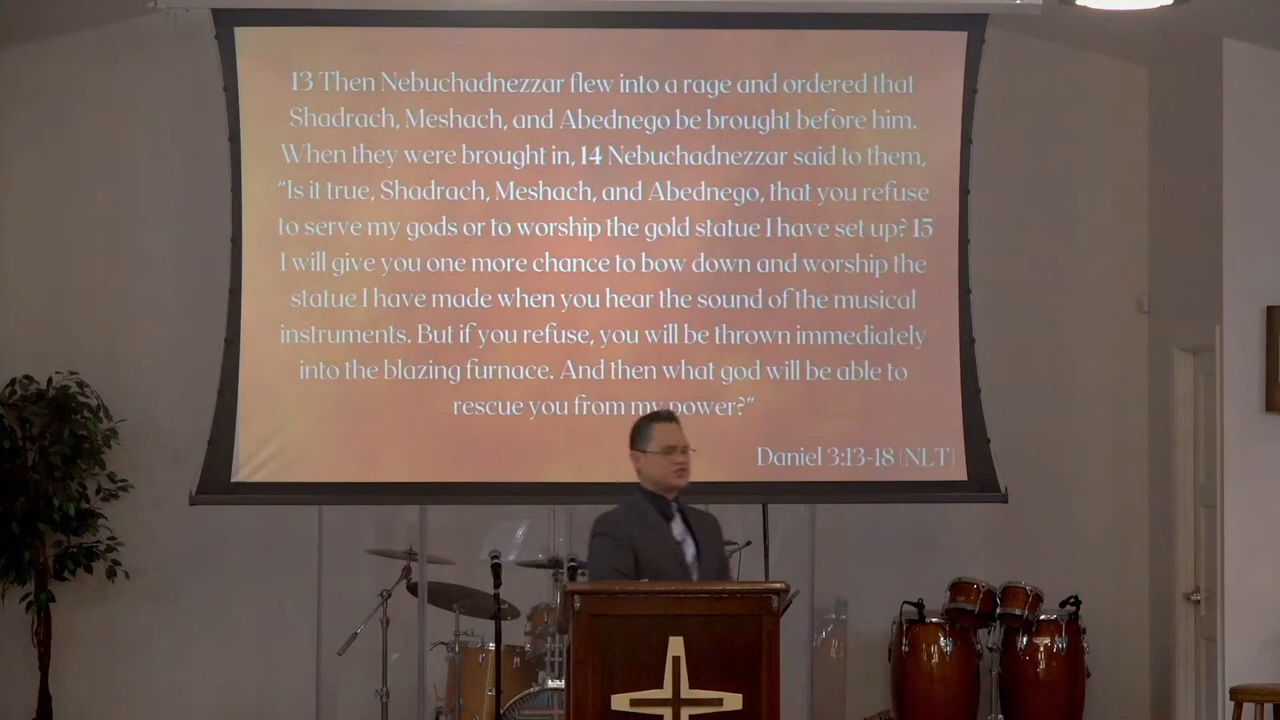 13 Then Nebuchadnezzar flew into a rage and ordered that
Shadrach, Meshach, and Abednego be brought before him.
When they were brought in, 14 Nebuchadnezzar said to them,
"Is it true, Shadrach, Meshach, and Abednego, that you refuse
to serve my gods or to worship the gold statue I have set up? 15
I will give you one more chance to bow down and worship the
statue I have made when you hear the sound of the musical
instruments. But if you refuse, you will be thrown immediately
into the blazing furnace. And then what god will be able to
rescue you from my power?"
Daniel 3:13-18 (NLT)